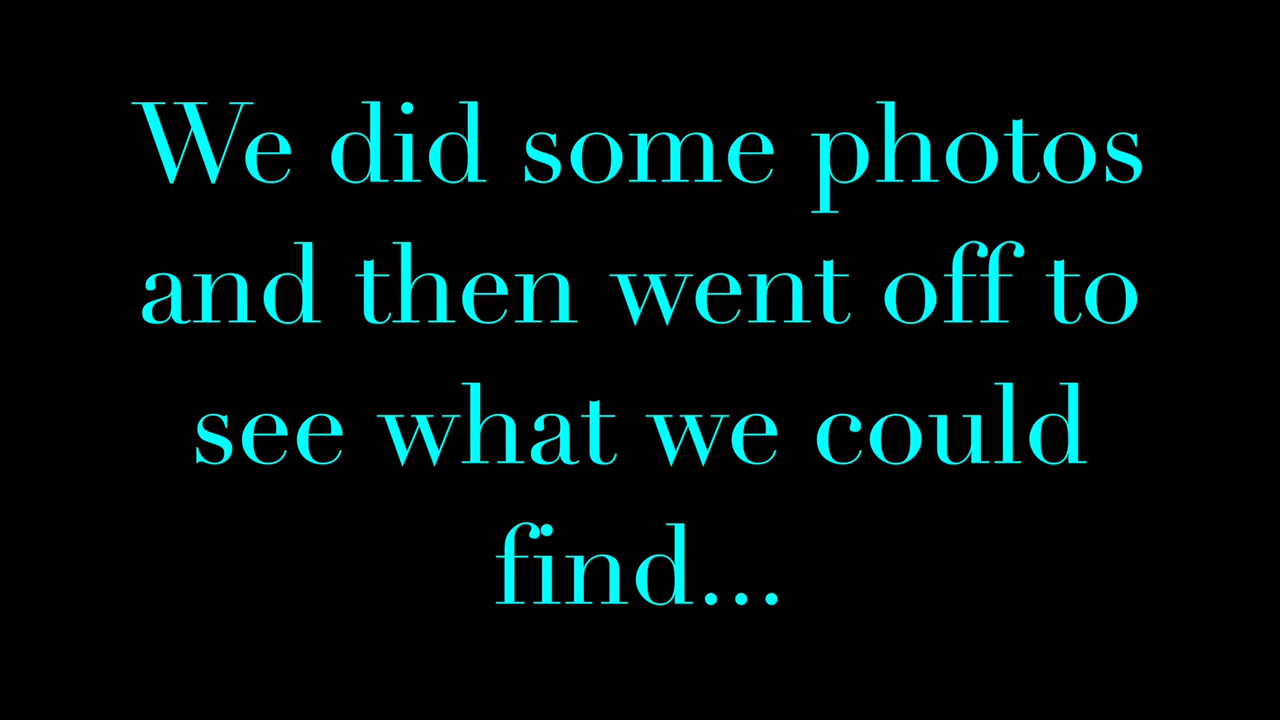 We did some photos
and then went off to
see what we could
find...